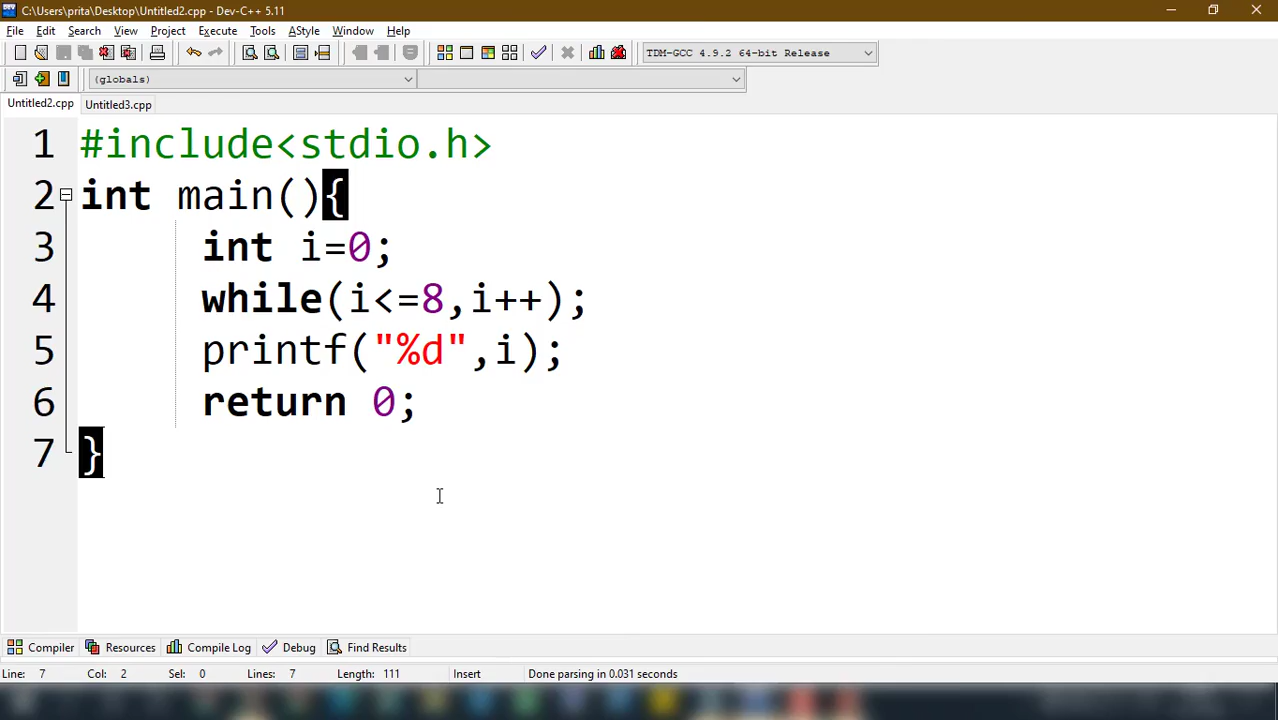 C:\Users\prita\Desktop\Untitled2.cpp - Dev-C++ 5.11
File Edit Search View Project Execute Tools AStyle Window Help
TDM-GCC 4.9.2 64-bit Release
(globals)
Untitled2.cpp Untitled3.cpp
1 #include<stdio.h>
2 int main(){
3 int i=0;
4 while(i<=8,i++);
5 printf("%d",i);
6 return 0;
7 }
Compiler Resources Compile Log Debug Find Results
Line: 7 Col: 2 Sel: 0 Lines: 7 Length: 111 Insert Done parsing in 0.031 seconds